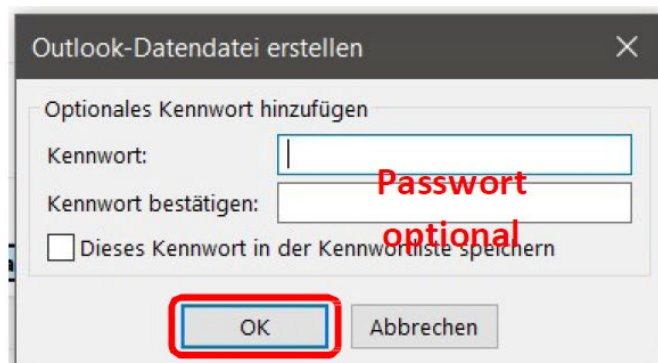 Outlook-Datendatei erstellen
Optionales Kennwort hinzufügen
Kennwort:
Passwort
Kennwort bestätigen:
optional
Dieses Kennwort in der Kennwortliste speichern
OK Abbrechen